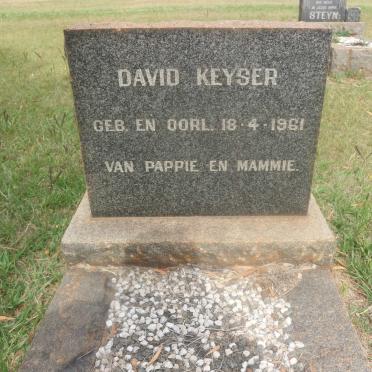 STEYN
DAVID KEYSER
GEB. EN OORL. 18-4-1961
VAN PAPPIE EN MAMMIE.